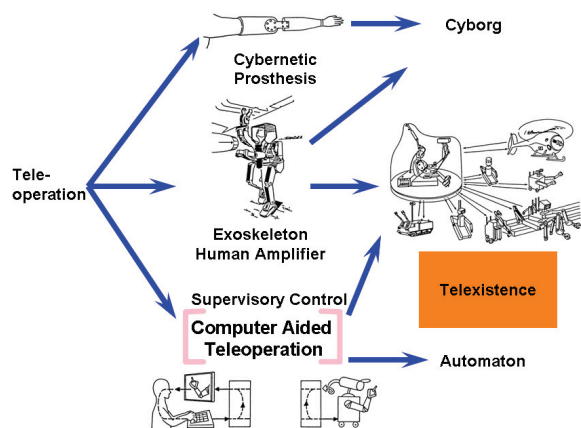 Cyborg
Cybernetic
Prosthesis
Tele-
operation
Exoskeleton
Human Amplifier
Telexistence
Supervisory Control
Computer Aided
Teleoperation
Automaton